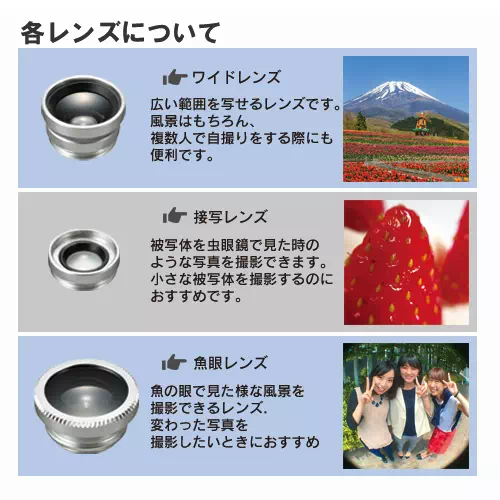 各レンズについて
ワイドレンズ
広い範囲を写せるレンズです。
風景はもちろん、
複数人で自撮りをする際にも
便利です。
接写レンズ
被写体を虫眼鏡で見た時の
ような写真を撮影できます。
小さな被写体を撮影するのに
おすすめです。
魚眼レンズ
魚の眼で見た様な風景を
撮影できるレンズ.
変わった写真を
撮影したいときにおすすめ